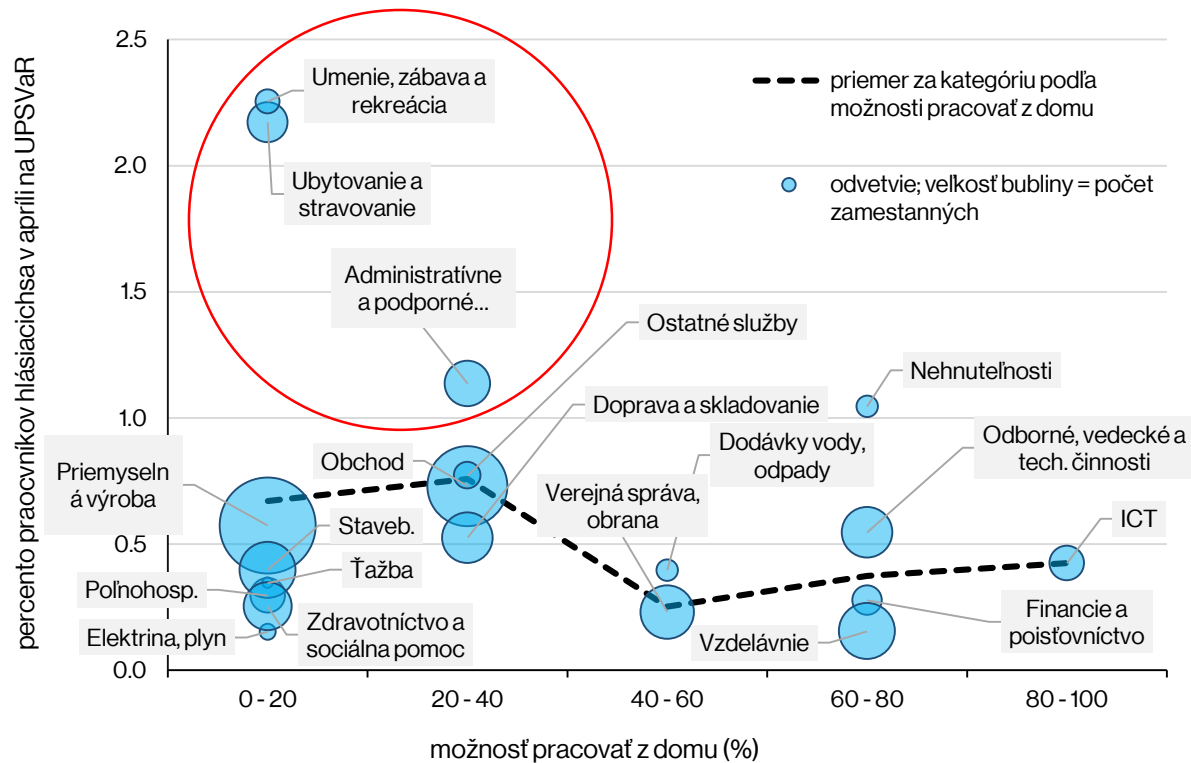 percento praocvníkov hlásiacichsa v apríli na UPSVaR
2.5
2.0
1.5
1.0
0.5
0.0
Umenie, zábava a
rekreácia
Ubytovanie a
stravovanie
Administratívne
a podporné...
priemer za kategóriu podľa
možnosti pracovať z domu
odvetvie; veľkosť bubliny = počet
zamestanných
Ostatné služby
Nehnuteľnosti
Doprava a skladovanie
Dodávky vody,
odpady
Odborné, vedecké a
tech. činnosti
Obchod
Priemyseln
á výroba
Verejná správa,
obrana
ICT
Staveb.
Ťažba
Poľnohosp.
Elektrina, plyn
Zdravotníctvo a
sociálna pomoc
Vzdelávnie
Financie a
poisťovníctvo
0 - 20
20 - 40
40 - 60
60 - 80
80 - 100
možnosť pracovať z domu (%)